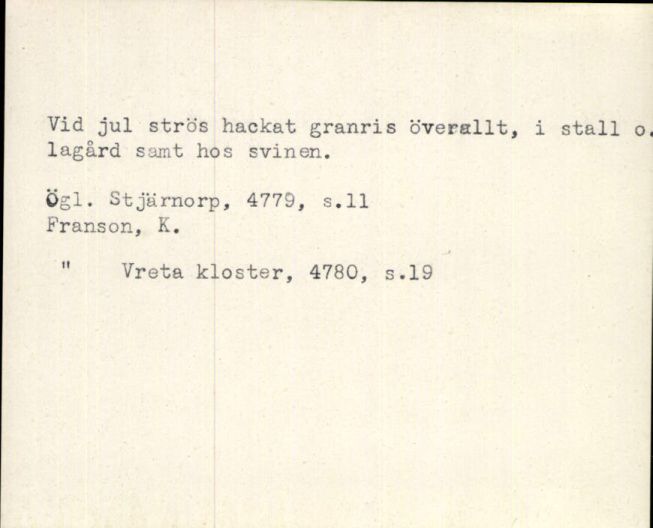 Vid jul strös hackat granris överallt, i stall o.
lagård samt hos svinen.
Ögl. Stjärnorp, 4779, s.11
Franson, K.
" Vreta kloster, 4780, s.19